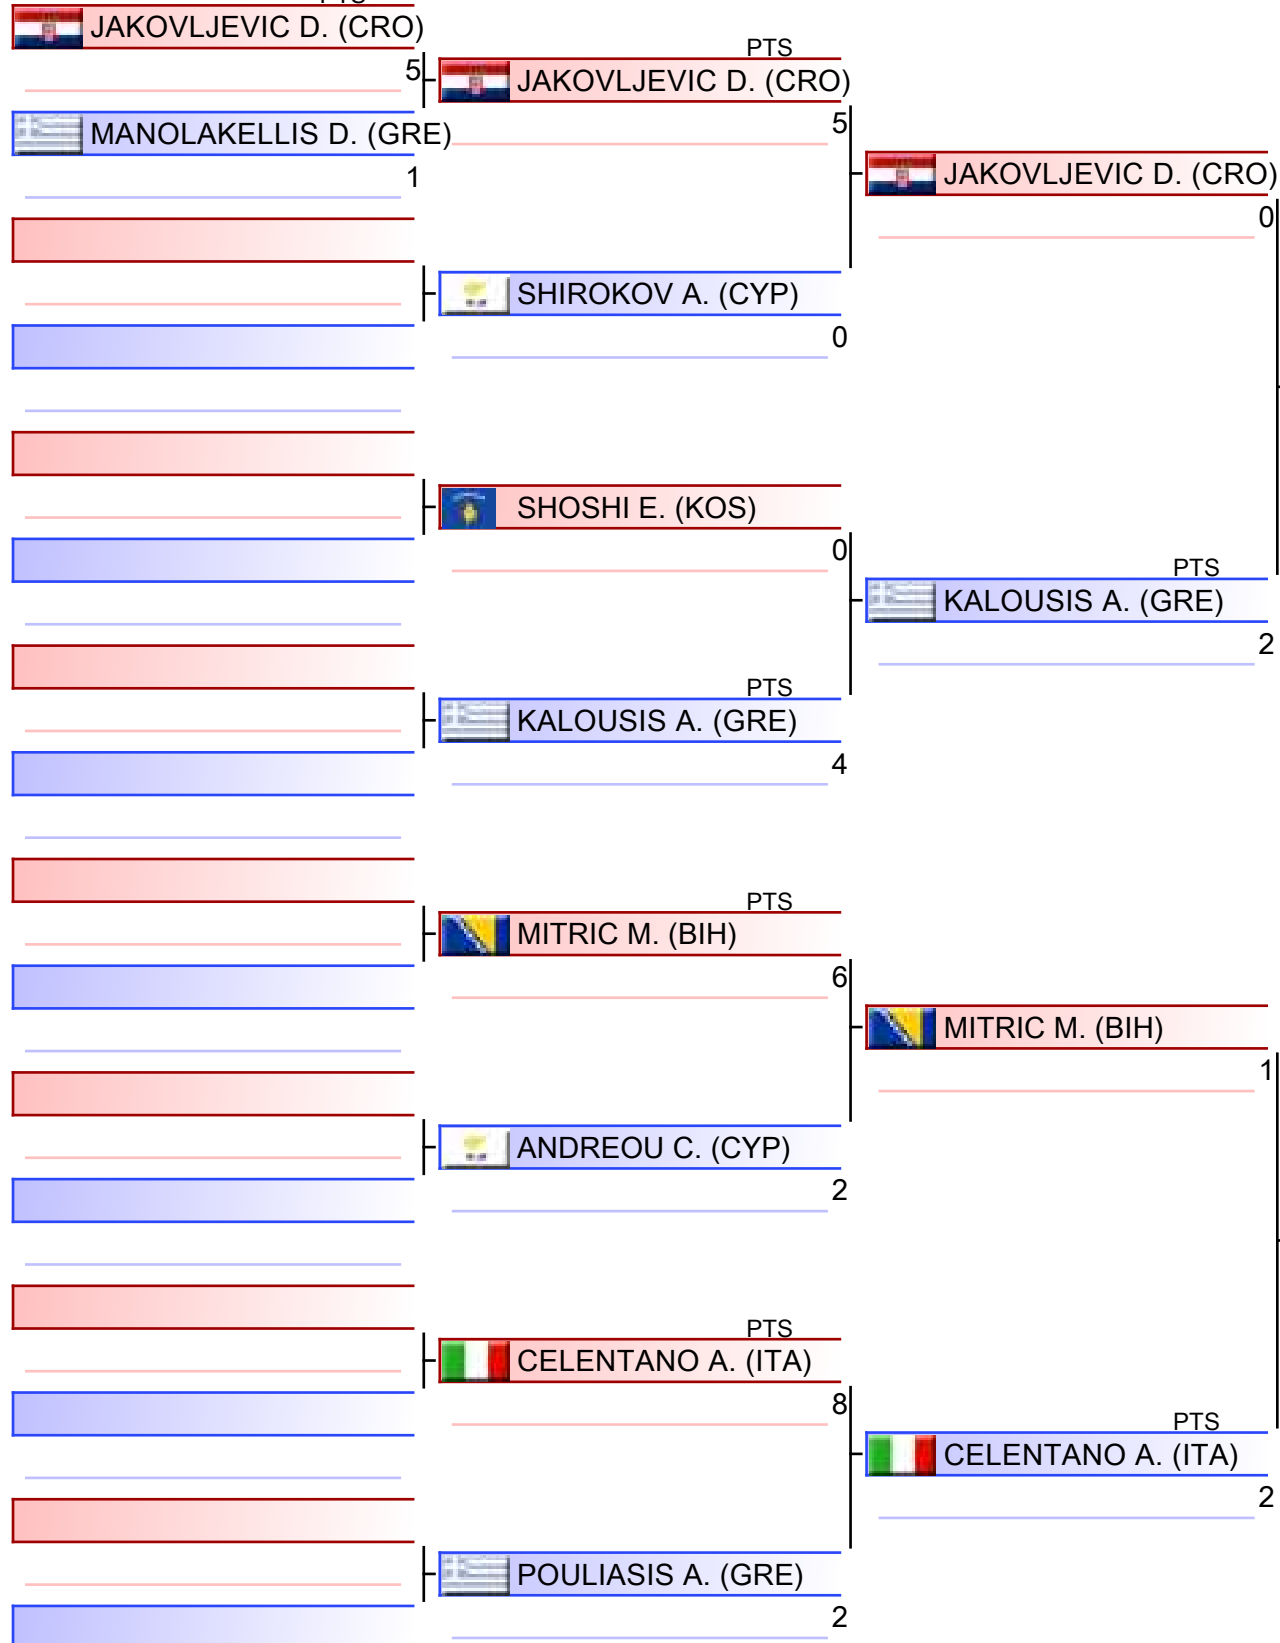 PTS
JAKOVLJEVIC D. (CRO)
5
MANOLAKELLIS D. (GRE)
1
PTS
JAKOVLJEVIC D. (CRO)
5
SHIROKOV A. (CYP)
0
SHOSHI E. (KOS)
0
PTS
KALOUSIS A. (GRE)
4
PTS
MITRIC M. (BIH)
6
ANDREOU C. (CYP)
2
PTS
CELENTANO A. (ITA)
8
POULIASIS A. (GRE)
2
JAKOVLJEVIC D. (CRO)
0
PTS
KALOUSIS A. (GRE)
2
MITRIC M. (BIH)
1
PTS
CELENTANO A. (ITA)
2